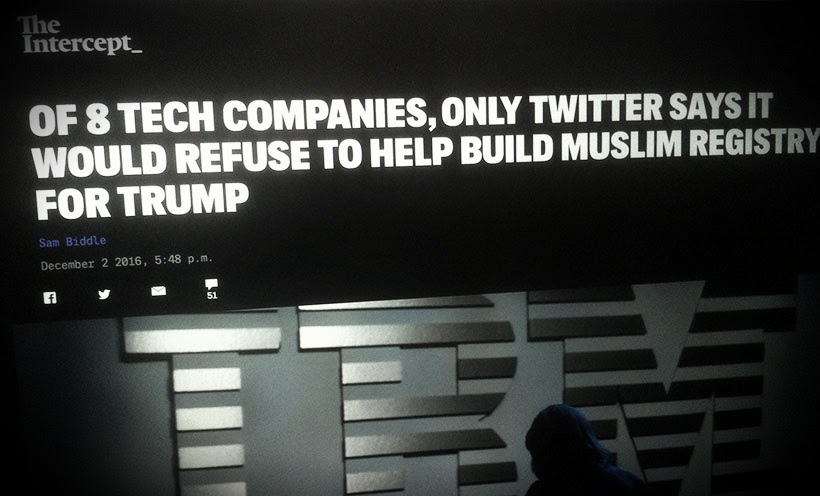 The
Intercept_
OF 8 TECH COMPANIES, ONLY TWITTER SAYS IT
WOULD REFUSE TO HELP BUILD MUSLIM REGISTRY
FOR TRUMP
Sam Biddle
December 2 2016, 5:48 p.m.
51
IBM